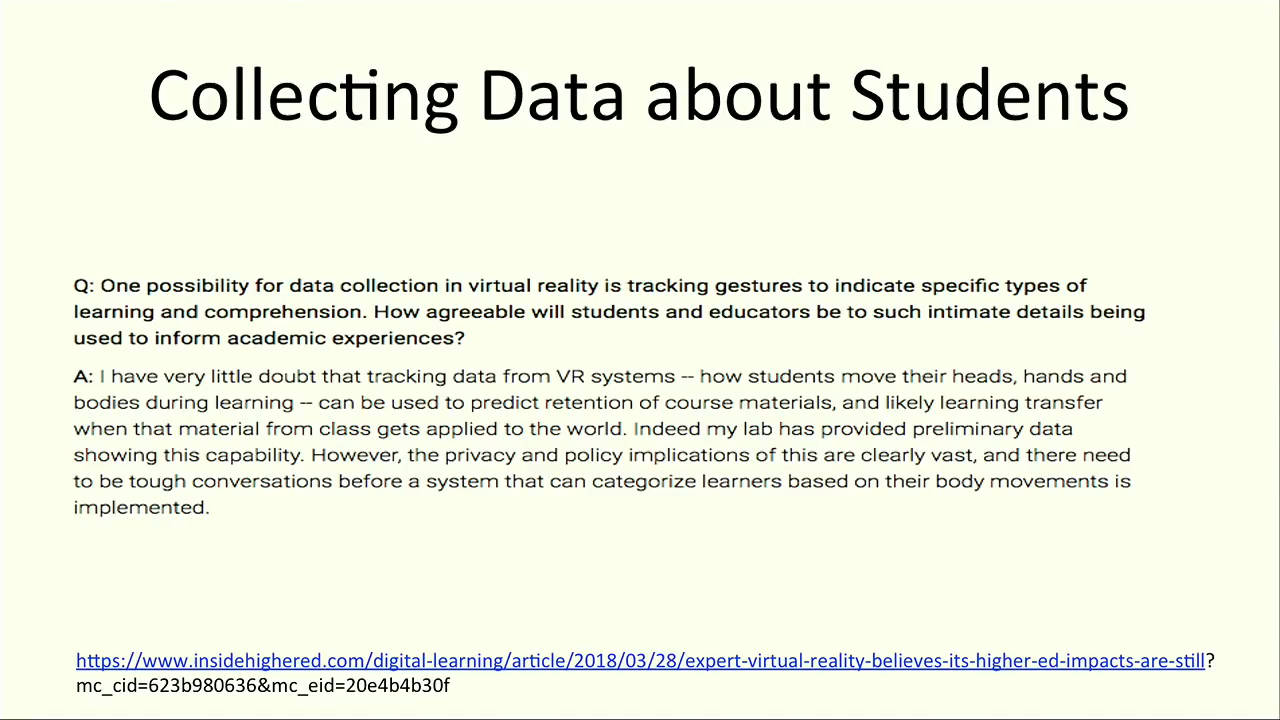 Collecting Data about Students
Q: One possibility for data collection in virtual reality is tracking gestures to indicate specific types of
learning and comprehension. How agreeable will students and educators be to such intimate details being
used to inform academic experiences?
A: I have very little doubt that tracking data from VR systems -- how students move their heads, hands and
bodies during learning -- can be used to predict retention of course materials, and likely learning transfer
when that material from class gets applied to the world. Indeed my lab has provided preliminary data
showing this capability. However, the privacy and policy implications of this are clearly vast, and there need
to be tough conversations before a system that can categorize learners based on their body movements is
implemented.
https://www.insidehighered.com/digital-learning/article/2018/03/28/expert-virtual-reality-believes-its-higher-ed-impacts-are-still?
mc_cid=623b980636&mc_eid=20e4b4b30f